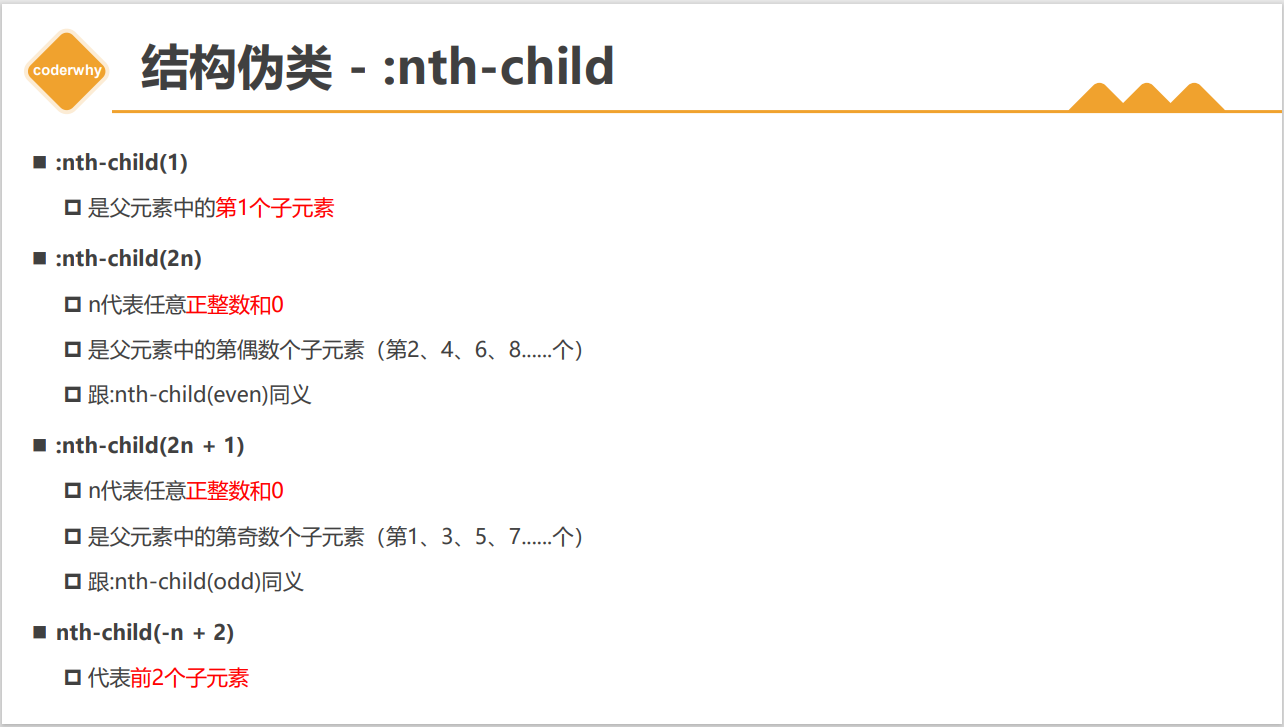 coderwhy
结构伪类 - :nth-child
:nth-child(1)
是父元素中的第1个子元素
:nth-child(2n)
n代表任意正整数和0
是父元素中的第偶数个子元素（第2、4、6、8......个）
跟:nth-child(even)同义
:nth-child(2n + 1)
n代表任意正整数和0
是父元素中的第奇数个子元素（第1、3、5、7......个）
跟:nth-child(odd)同义
nth-child(-n + 2)
代表前2个子元素